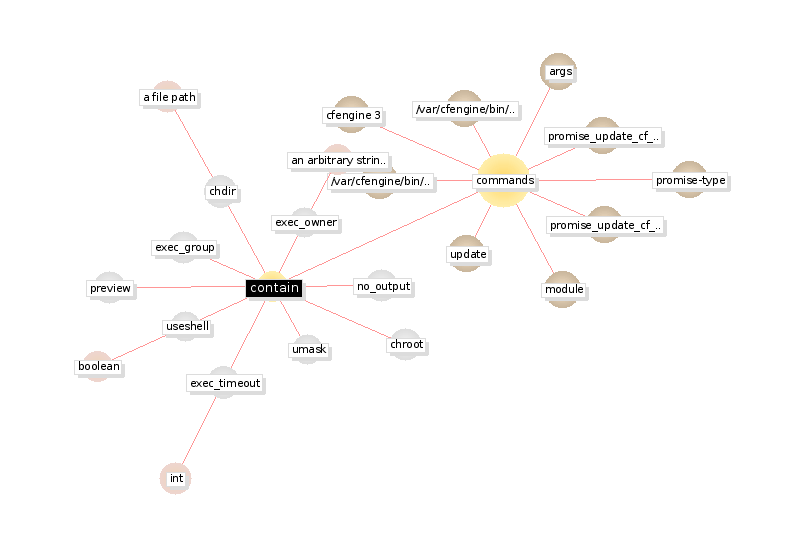 args
a file path
/var/cfengine/bin/..
cfengine 3
promise_update_cf_..
an arbitrary strin..
/var/cfengine/bin/..
commands
promise-type
chdir
exec_owner
promise_update_cf_..
exec_group
update
preview
contain
no_output
module
useshell
umask
chroot
boolean
exec_timeout
int